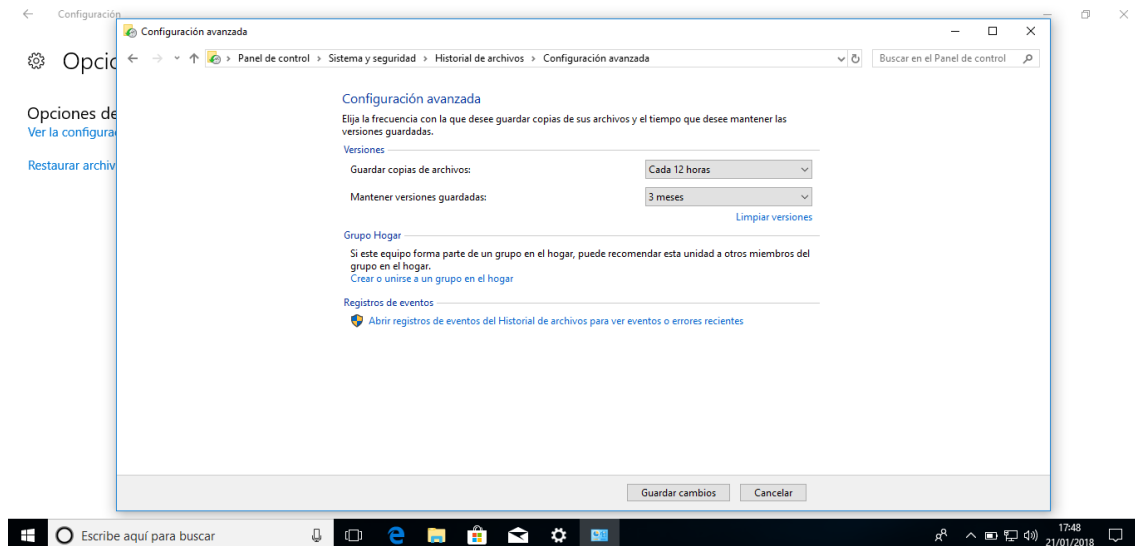 Configuración
Configuración avanzada
Panel de control > Sistema y seguridad > Historial de archivos > Configuración avanzada
Buscar en el Panel de control
Opcio
Opciones de
Ver la configura
Restaurar archiv
Configuración avanzada
Elija la frecuencia con la que desee guardar copias de sus archivos y el tiempo que desee mantener las
versiones guardadas.
Versiones
Guardar copias de archivos: Cada 12 horas
Mantener versiones guardadas: 3 meses
Limpiar versiones
Grupo Hogar
Si este equipo forma parte de un grupo en el hogar, puede recomendar esta unidad a otros miembros del
grupo en el hogar.
Crear o unirse a un grupo en el hogar
Registros de eventos
Abrir registros de eventos del Historial de archivos para ver eventos o errores recientes
Guardar cambios Cancelar
Escribe aquí para buscar
17:48
21/01/2018